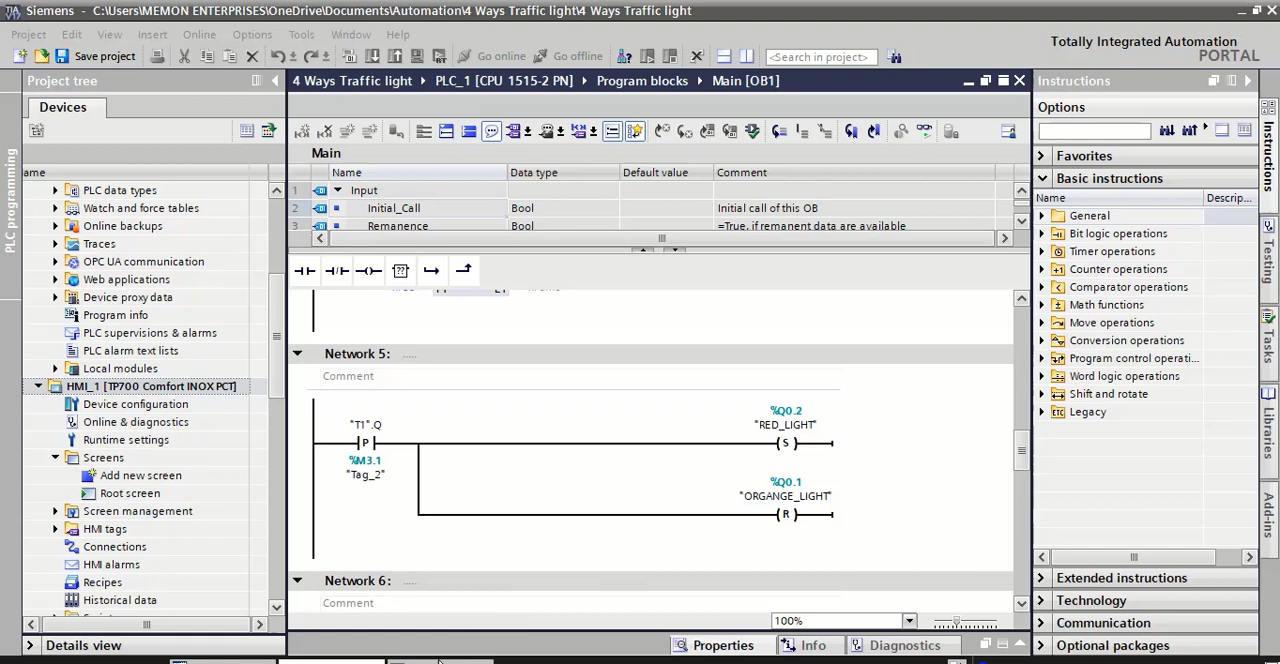 Siemens - C:\Users\MEMON ENTERPRISES\OneDrive\Documents\Automation\4 Ways Traffic light\4 Ways Traffic light
Project Edit View Insert Online Options Tools Window Help
Totally Integrated Automation
PORTAL
Save project
Go online
Go offline
<Search in project>
Project tree
4 Ways Traffic light ▸ PLC_1 [CPU 1515-2 PN] ▸ Program blocks ▸ Main [OB1]
Instructions
Devices
Options
Main
ame
Name Data type Default value Comment
1 Input
2 Initial_Call Bool Initial call of this OB
3 Remanence Bool =True, if remanent data are available
PLC programming
PLC data types
Watch and force tables
Online backups
Traces
OPC UA communication
Web applications
Device proxy data
Program info
PLC supervisions & alarms
PLC alarm text lists
Local modules
HMI_1 [TP700 Comfort INOX PCT]
Device configuration
Online & diagnostics
Runtime settings
Screens
Add new screen
Root screen
Screen management
HMI tags
Connections
HMI alarms
Recipes
Historical data
Details view
??
Network 5: .....
Comment
"T1".Q
P
%M3.1
"Tag_2"
%Q0.2
"RED_LIGHT"
S
%Q0.1
"ORGANGE_LIGHT"
R
Network 6: .....
Comment
100%
Properties
Info
Diagnostics
Favorites
Basic instructions
Name Descrip...
General
Bit logic operations
Timer operations
Counter operations
Comparator operations
Math functions
Move operations
Conversion operations
Program control operati...
Word logic operations
Shift and rotate
Legacy
Extended instructions
Technology
Communication
Optional packages
Instructions
Testing
Tasks
Libraries
Add-ins